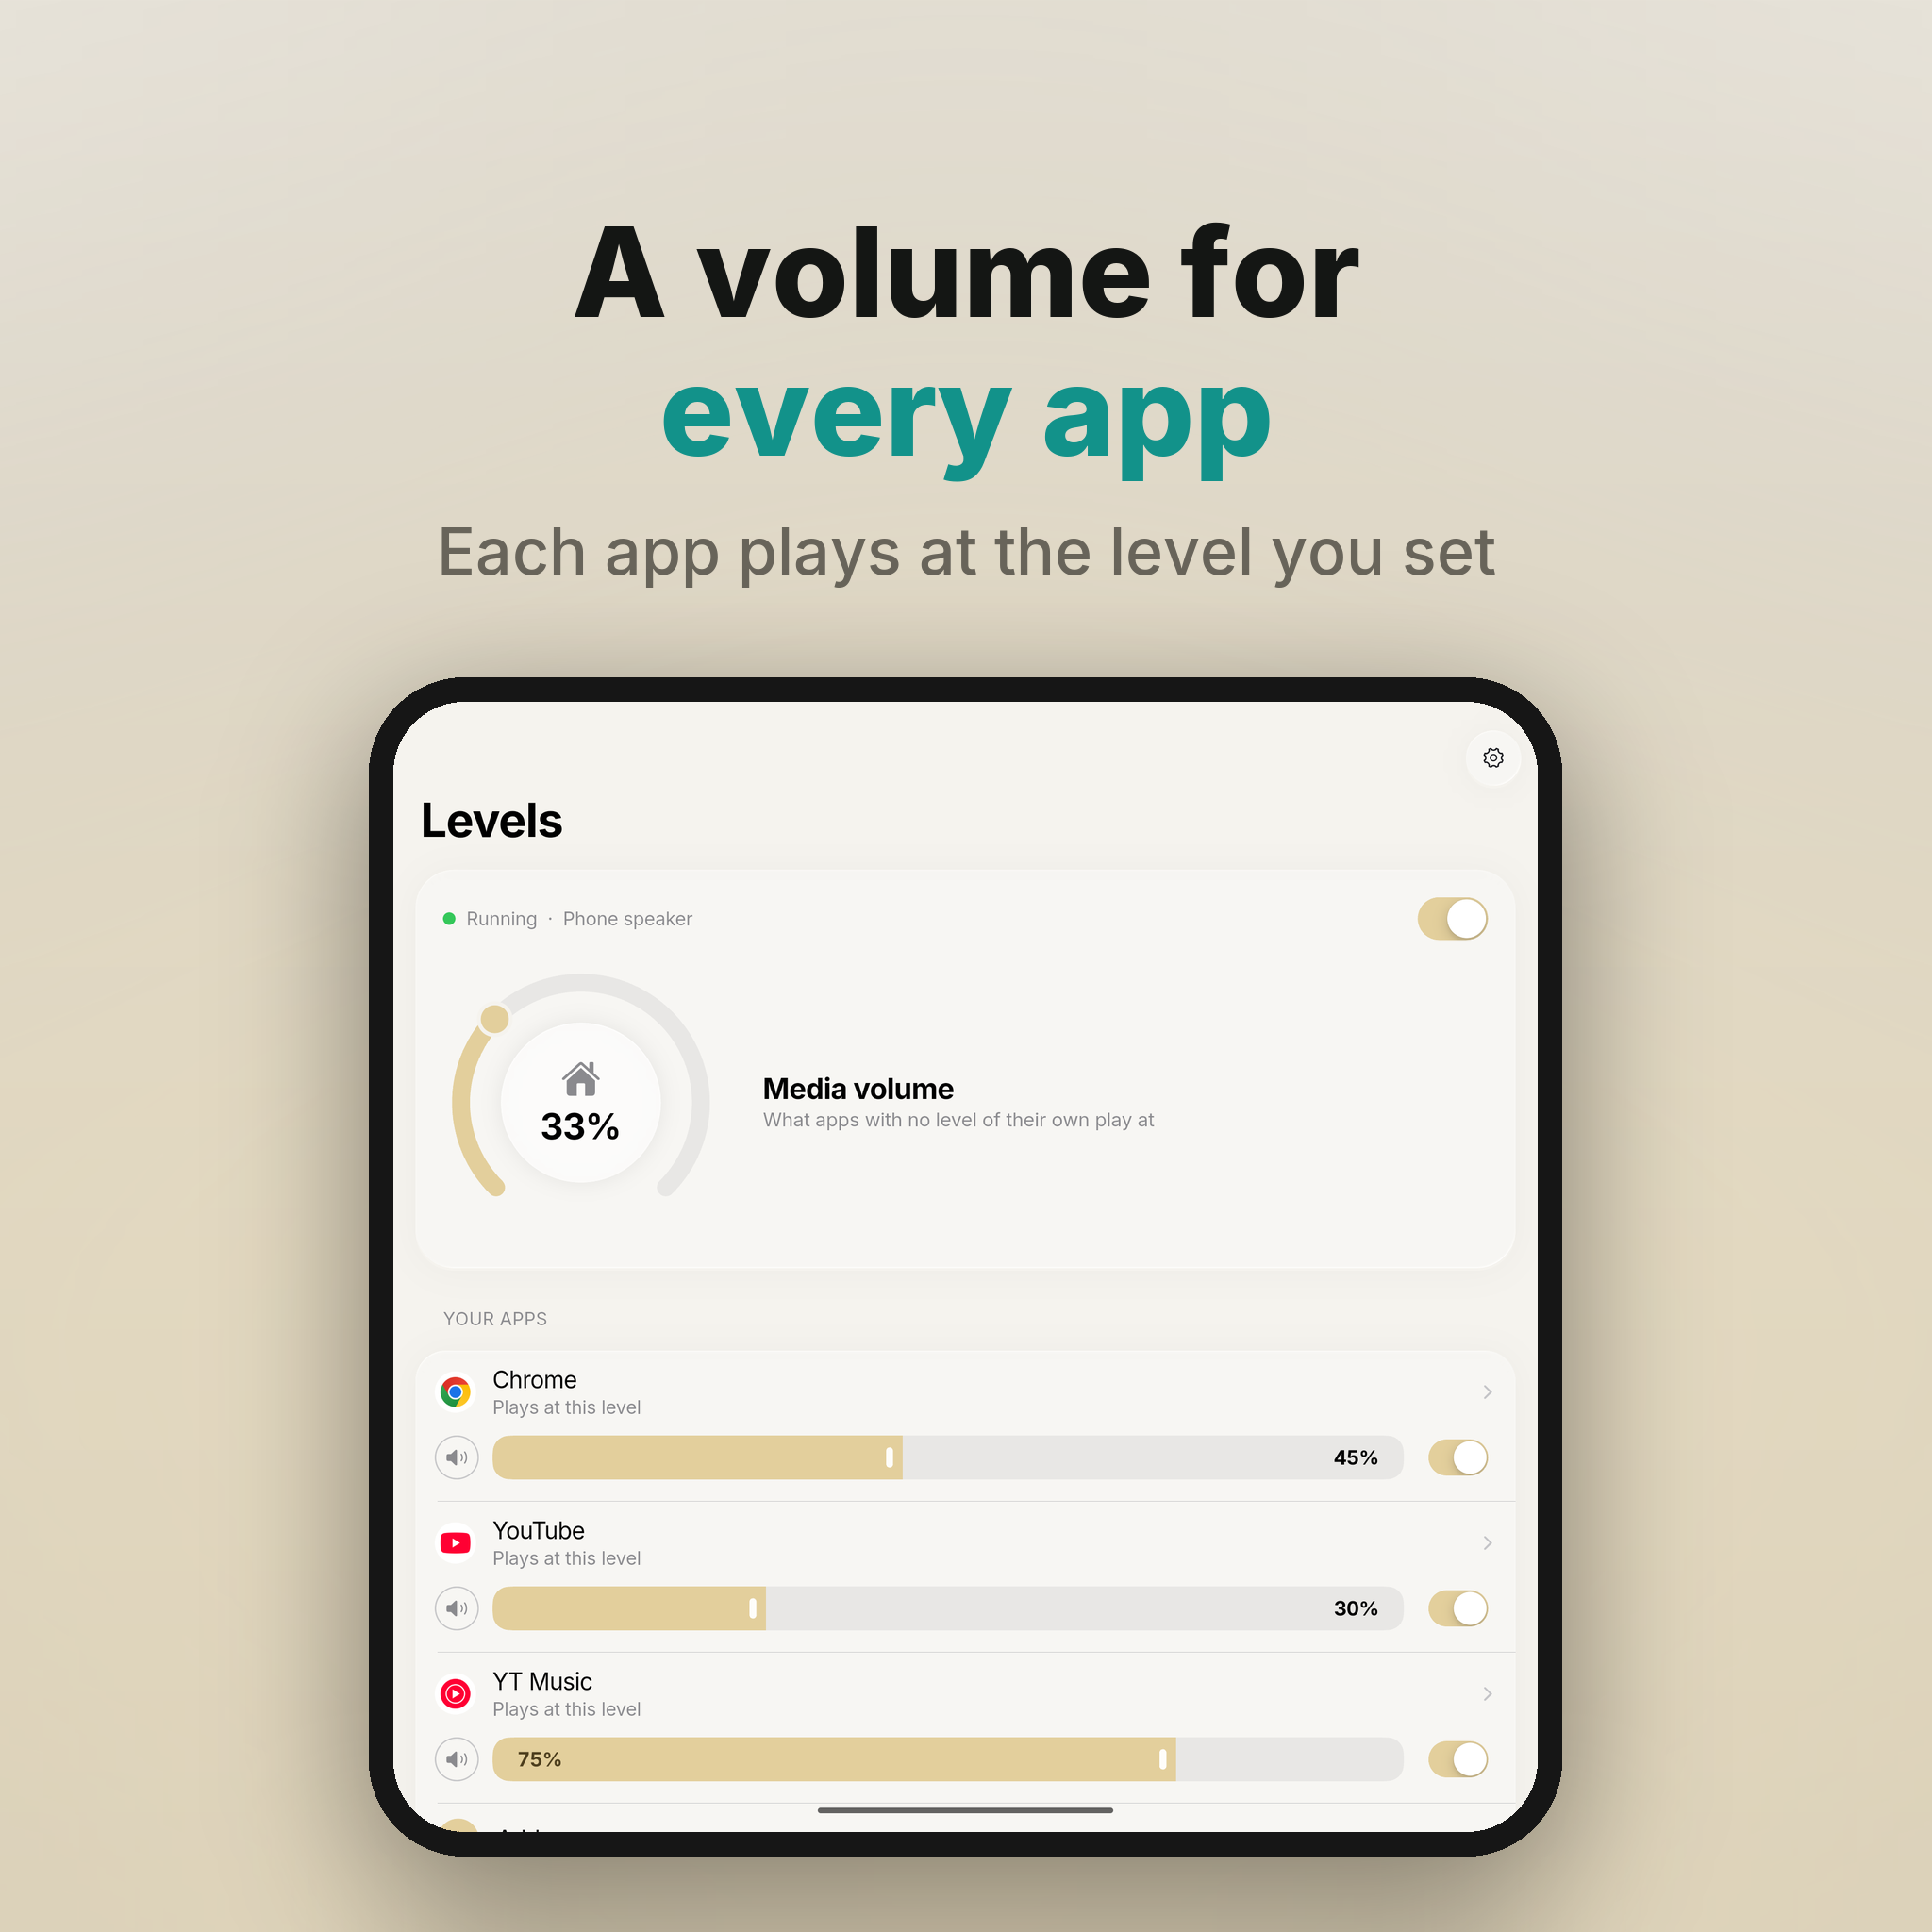 A volume for
every app
Each app plays at the level you set
Levels
Running · Phone speaker
33%
Media volume
What apps with no level of their own play at
YOUR APPS
Chrome
Plays at this level
45%
YouTube
Plays at this level
30%
YT Music
Plays at this level
75%